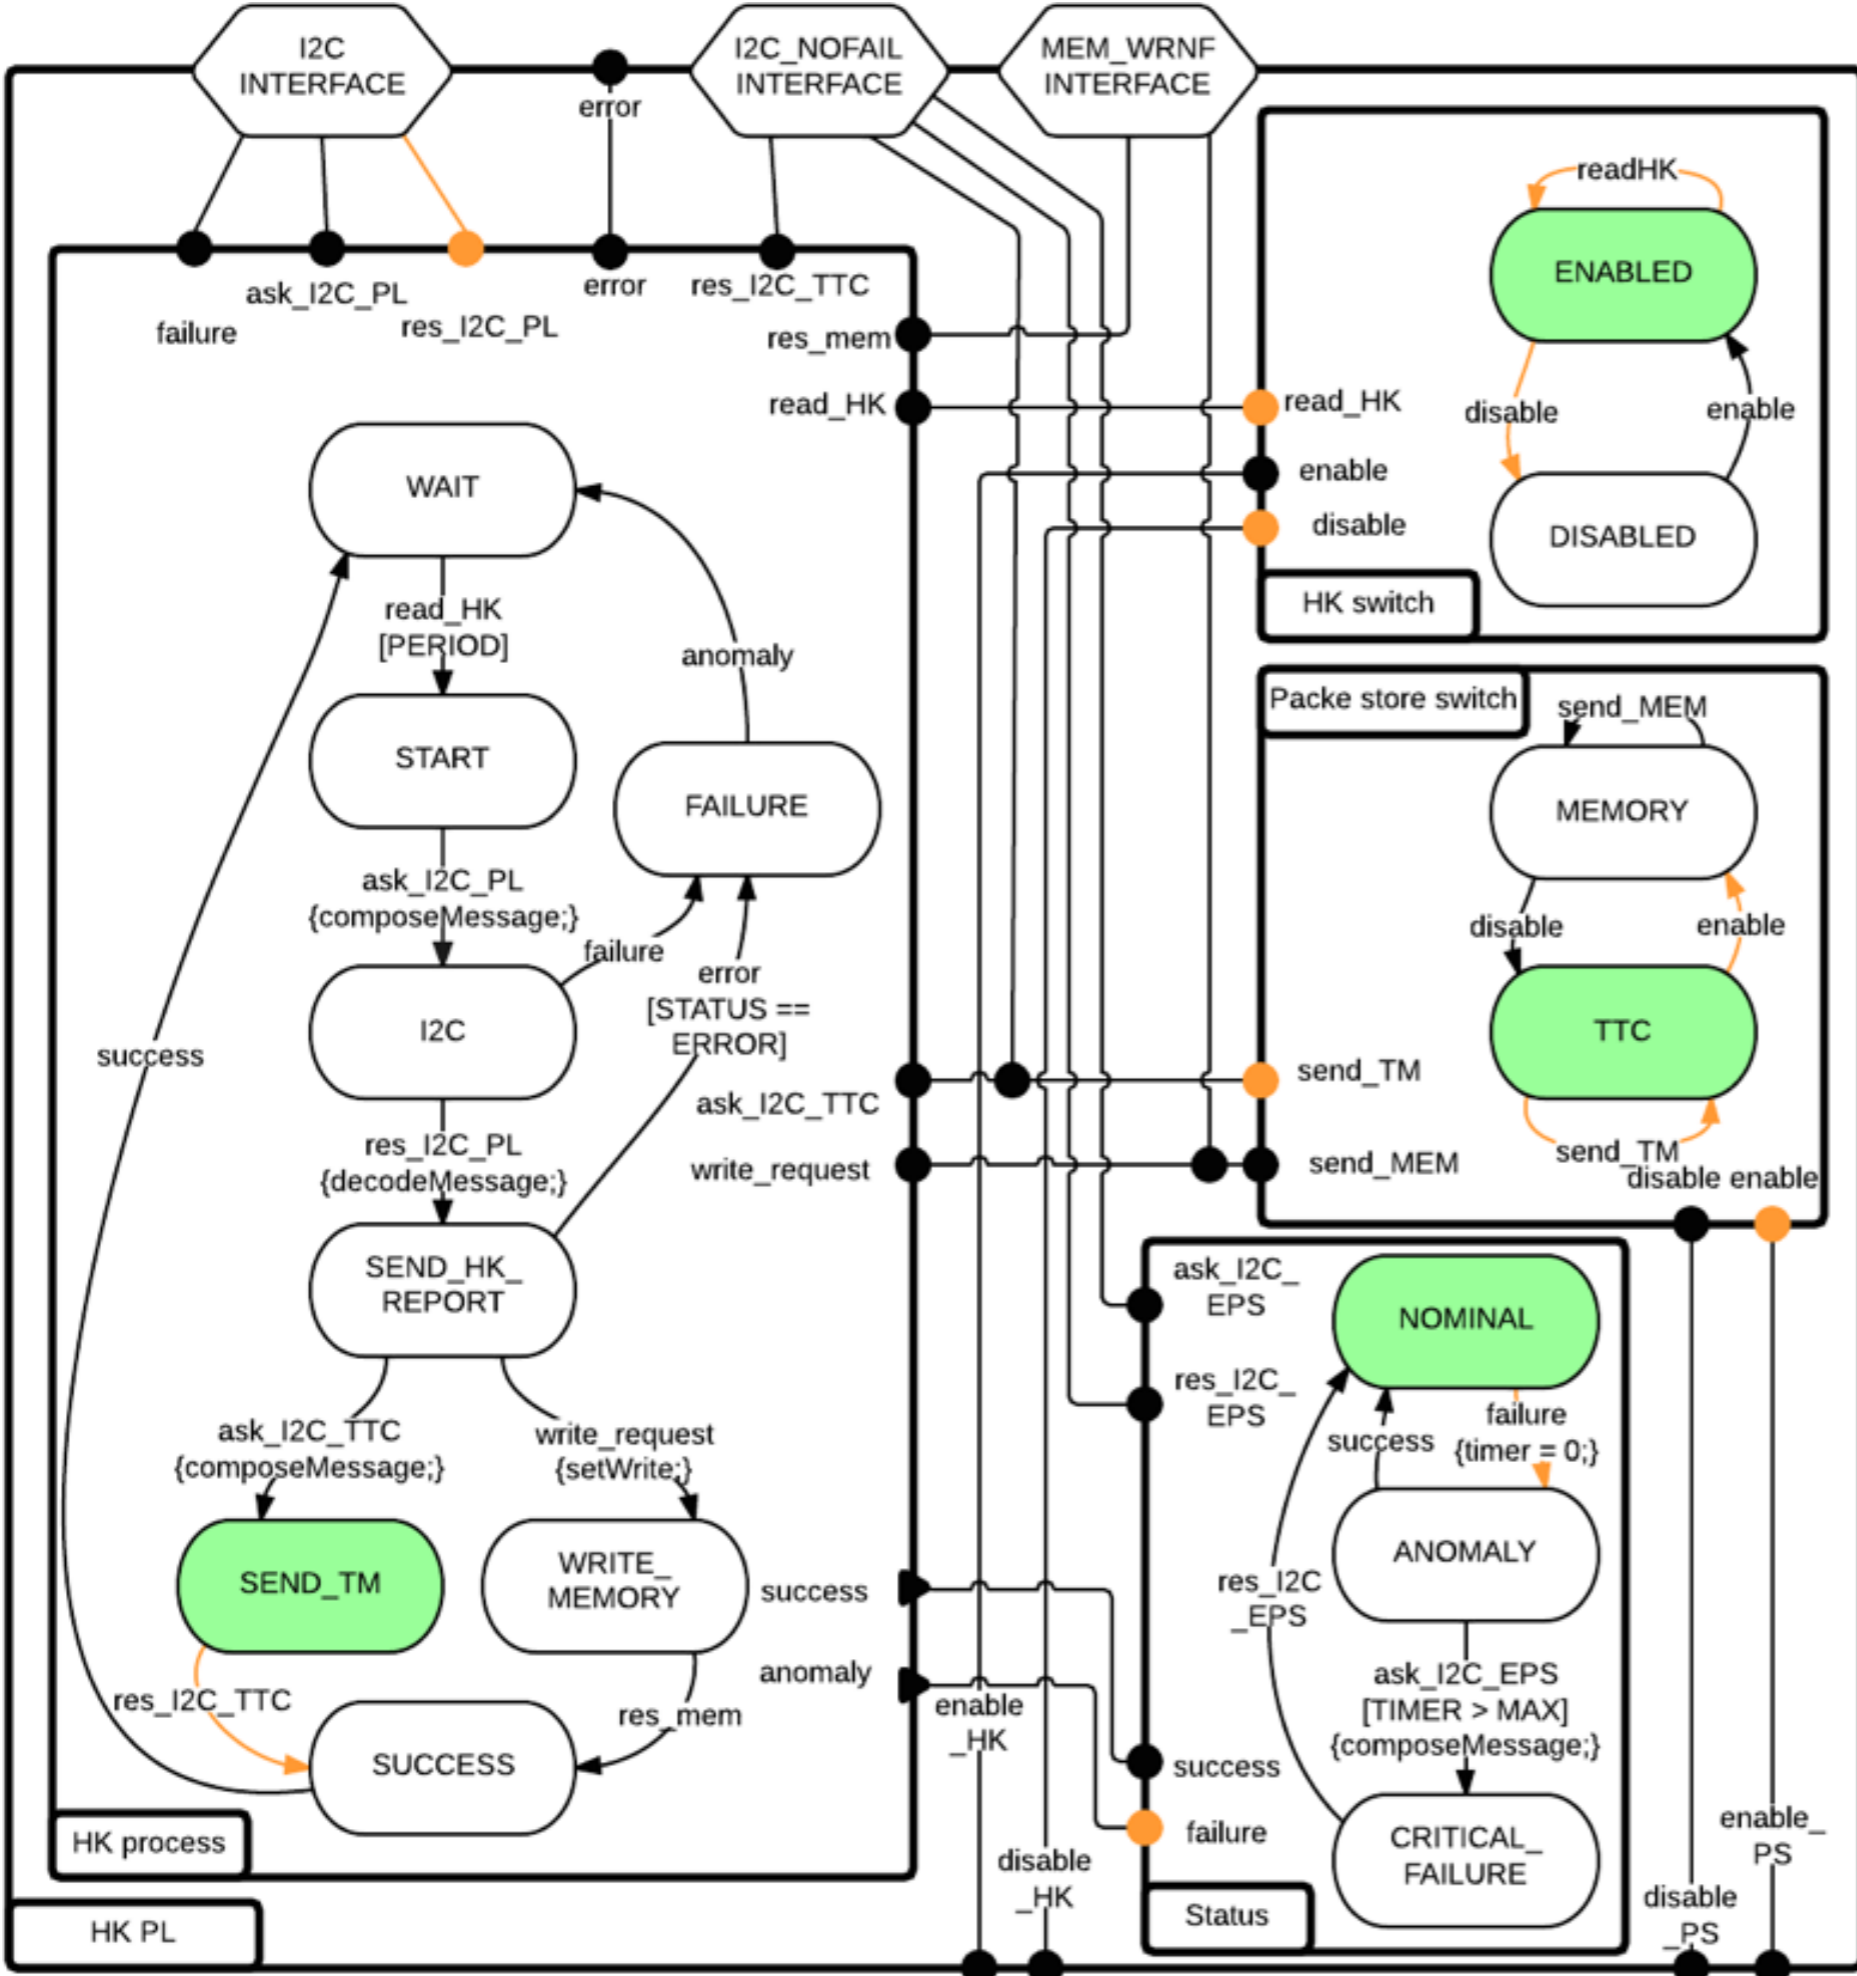 I2C
INTERFACE
error
I2C_NOFAIL
INTERFACE
MEM_WRNF
INTERFACE
failure
ask_I2C_PL
res_I2C_PL
error
res_I2C_TTC
res_mem
read_HK
WAIT
read_HK
[PERIOD]
START
anomaly
FAILURE
ask_I2C_PL
{composeMessage;}
failure
error
[STATUS ==
ERROR]
I2C
success
res_I2C_PL
{decodeMessage;}
ask_I2C_TTC
write_request
SEND_HK_
REPORT
ask_I2C_TTC
{composeMessage;}
write_request
{setWrite;}
SEND_TM
WRITE_
MEMORY
success
anomaly
res_I2C_TTC
res_mem
SUCCESS
HK process
HK PL
readHK
ENABLED
disable
enable
DISABLED
read_HK
enable
disable
HK switch
Packe store switch
send_MEM
MEMORY
disable
enable
TTC
send_TM
send_TM
send_MEM
disable enable
ask_I2C_
EPS
res_I2C_
EPS
NOMINAL
success
failure
{timer = 0;}
ANOMALY
res_I2C
_EPS
ask_I2C_EPS
[TIMER > MAX]
{composeMessage;}
success
failure
CRITICAL_
FAILURE
Status
enable
_HK
disable
_HK
disable
_PS
enable_
PS